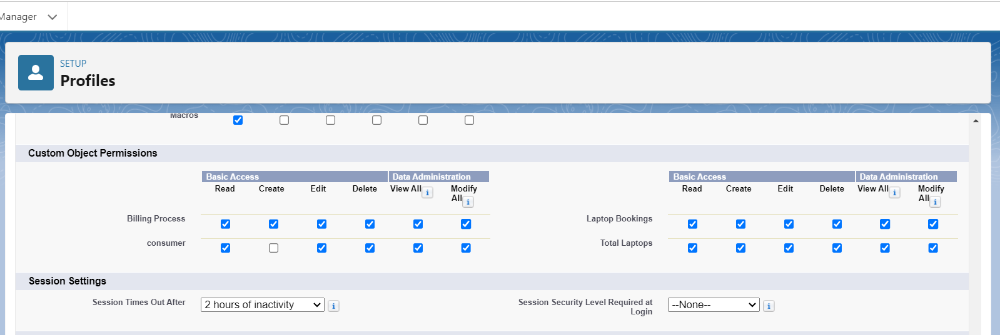 Manager
SETUP
Profiles
Macros
Custom Object Permissions
Basic Access Data Administration Basic Access Data Administration
Read Create Edit Delete View All i Modify All i Read Create Edit Delete View All i Modify All i
Billing Process Laptop Bookings
consumer Total Laptops
Session Settings
Session Times Out After 2 hours of inactivity i Session Security Level Required at Login --None-- i